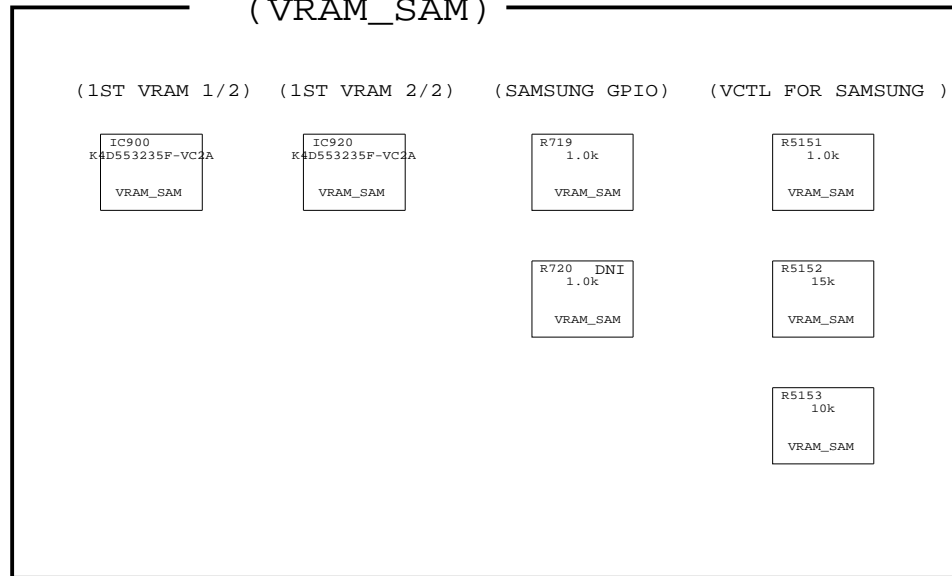 (VRAM_SAM)
(1ST VRAM 1/2) (1ST VRAM 2/2) (SAMSUNG GPIO) (VCTL FOR SAMSUNG )
IC900
K4D553235F-VC2A
VRAM_SAM
IC920
K4D553235F-VC2A
VRAM_SAM
R719
1.0k
VRAM_SAM
R5151
1.0k
VRAM_SAM
R720 DNI
1.0k
VRAM_SAM
R5152
15k
VRAM_SAM
R5153
10k
VRAM_SAM